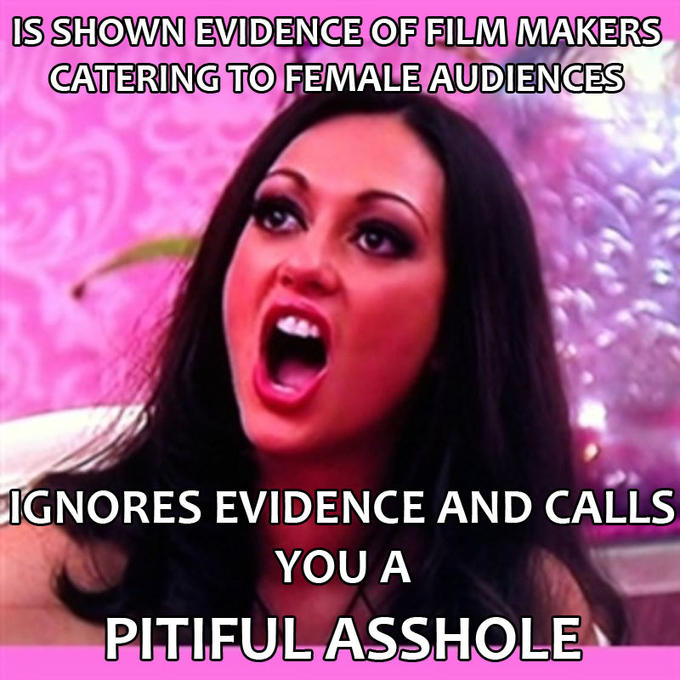 IS SHOWN EVIDENCE OF FILM MAKERS
CATERING TO FEMALE AUDIENCES
IGNORES EVIDENCE AND CALLS
YOU A
PITIFUL ASSHOLE